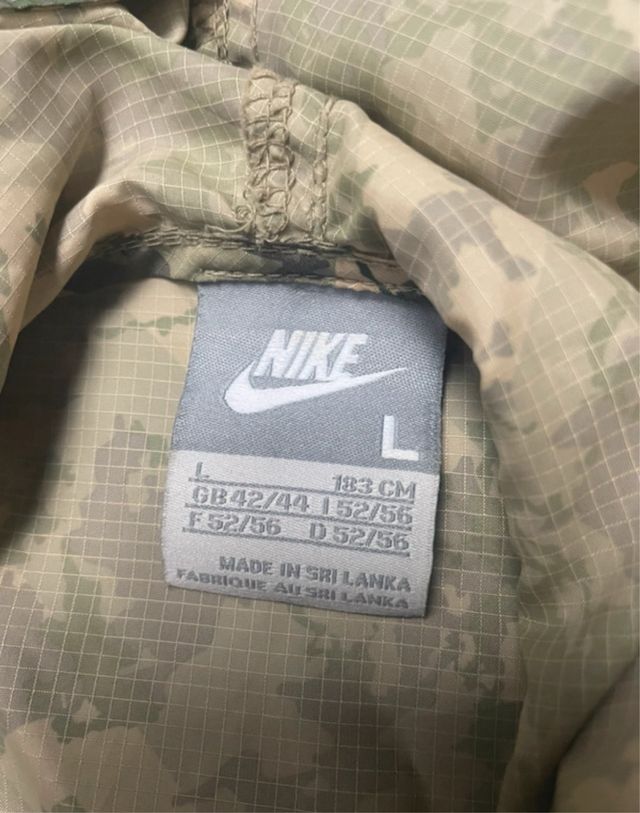 NIKE
L
L 183 CM
GB 42/44 I 52/56
F 52/56 D 52/56
MADE IN SRI LANKA
FABRIQUE AU SRI LANKA